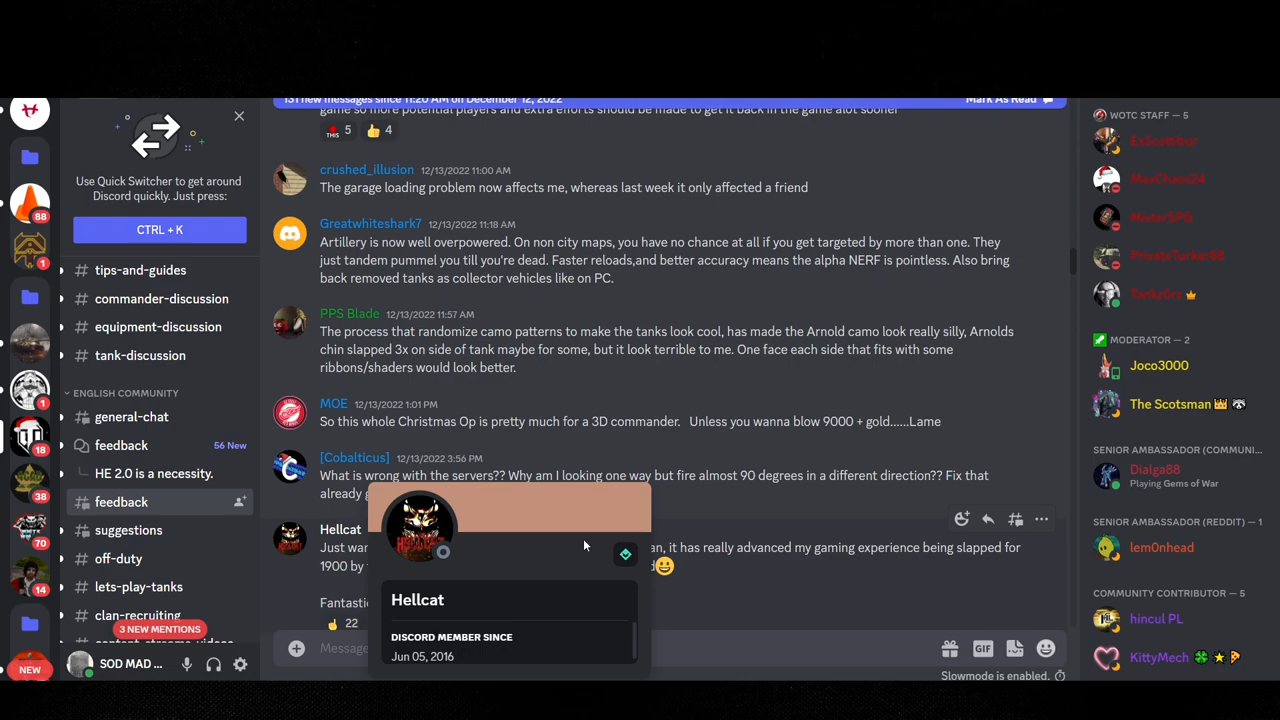 Use Quick Switcher to get around
Discord quickly. Just press:
CTRL + K
tips-and-guides
commander-discussion
equipment-discussion
tank-discussion
ENGLISH COMMUNITY
general-chat
feedback
56 New
HE 2.0 is a necessity.
feedback
suggestions
off-duty
lets-play-tanks
clan-recruiting
3 NEW MENTIONS
SOD MAD ...
88
1
1
18
38
70
14
NEW
131 new messages since 11:20 AM on December 12, 2022
Mark As Read
game so more potential players and extra efforts should be made to get it back in the game alot sooner
THIS 5 👍 4
crushed_illusion 12/13/2022 11:00 AM
The garage loading problem now affects me, whereas last week it only affected a friend
Greatwhiteshark7 12/13/2022 11:18 AM
Artillery is now well overpowered. On non city maps, you have no chance at all if you get targeted by more than one. They
just tandem pummel you till you're dead. Faster reloads,and better accuracy means the alpha NERF is pointless. Also bring
back removed tanks as collector vehicles like on PC.
PPS Blade 12/13/2022 11:57 AM
The process that randomize camo patterns to make the tanks look cool, has made the Arnold camo look really silly, Arnolds
chin slapped 3x on side of tank maybe for some, but it look terrible to me. One face each side that fits with some
ribbons/shaders would look better.
MOE 12/13/2022 1:01 PM
So this whole Christmas Op is pretty much for a 3D commander. Unless you wanna blow 9000 + gold......Lame
[Cobalticus] 12/13/2022 3:56 PM
What is wrong with the servers?? Why am I looking one way but fire almost 90 degrees in a different direction?? Fix that
already
Hellcat
Just
it has really advanced my gaming experience being slapped for
1900 by
Fantastic
👍 22
Hellcat
DISCORD MEMBER SINCE
Jun 05, 2016
GIF
Slowmode is enabled.
WOTC STAFF — 5
ExScottibur
MasChaos24
MisterSPG
PrivateTucker68
Tanks0rz
MODERATOR — 2
Joco3000
The Scotsman
SENIOR AMBASSADOR (COMMUNI...
Dialga88
Playing Gems of War
SENIOR AMBASSADOR (REDDIT) — 1
lem0nhead
COMMUNITY CONTRIBUTOR — 5
hincul PL
KittyMech